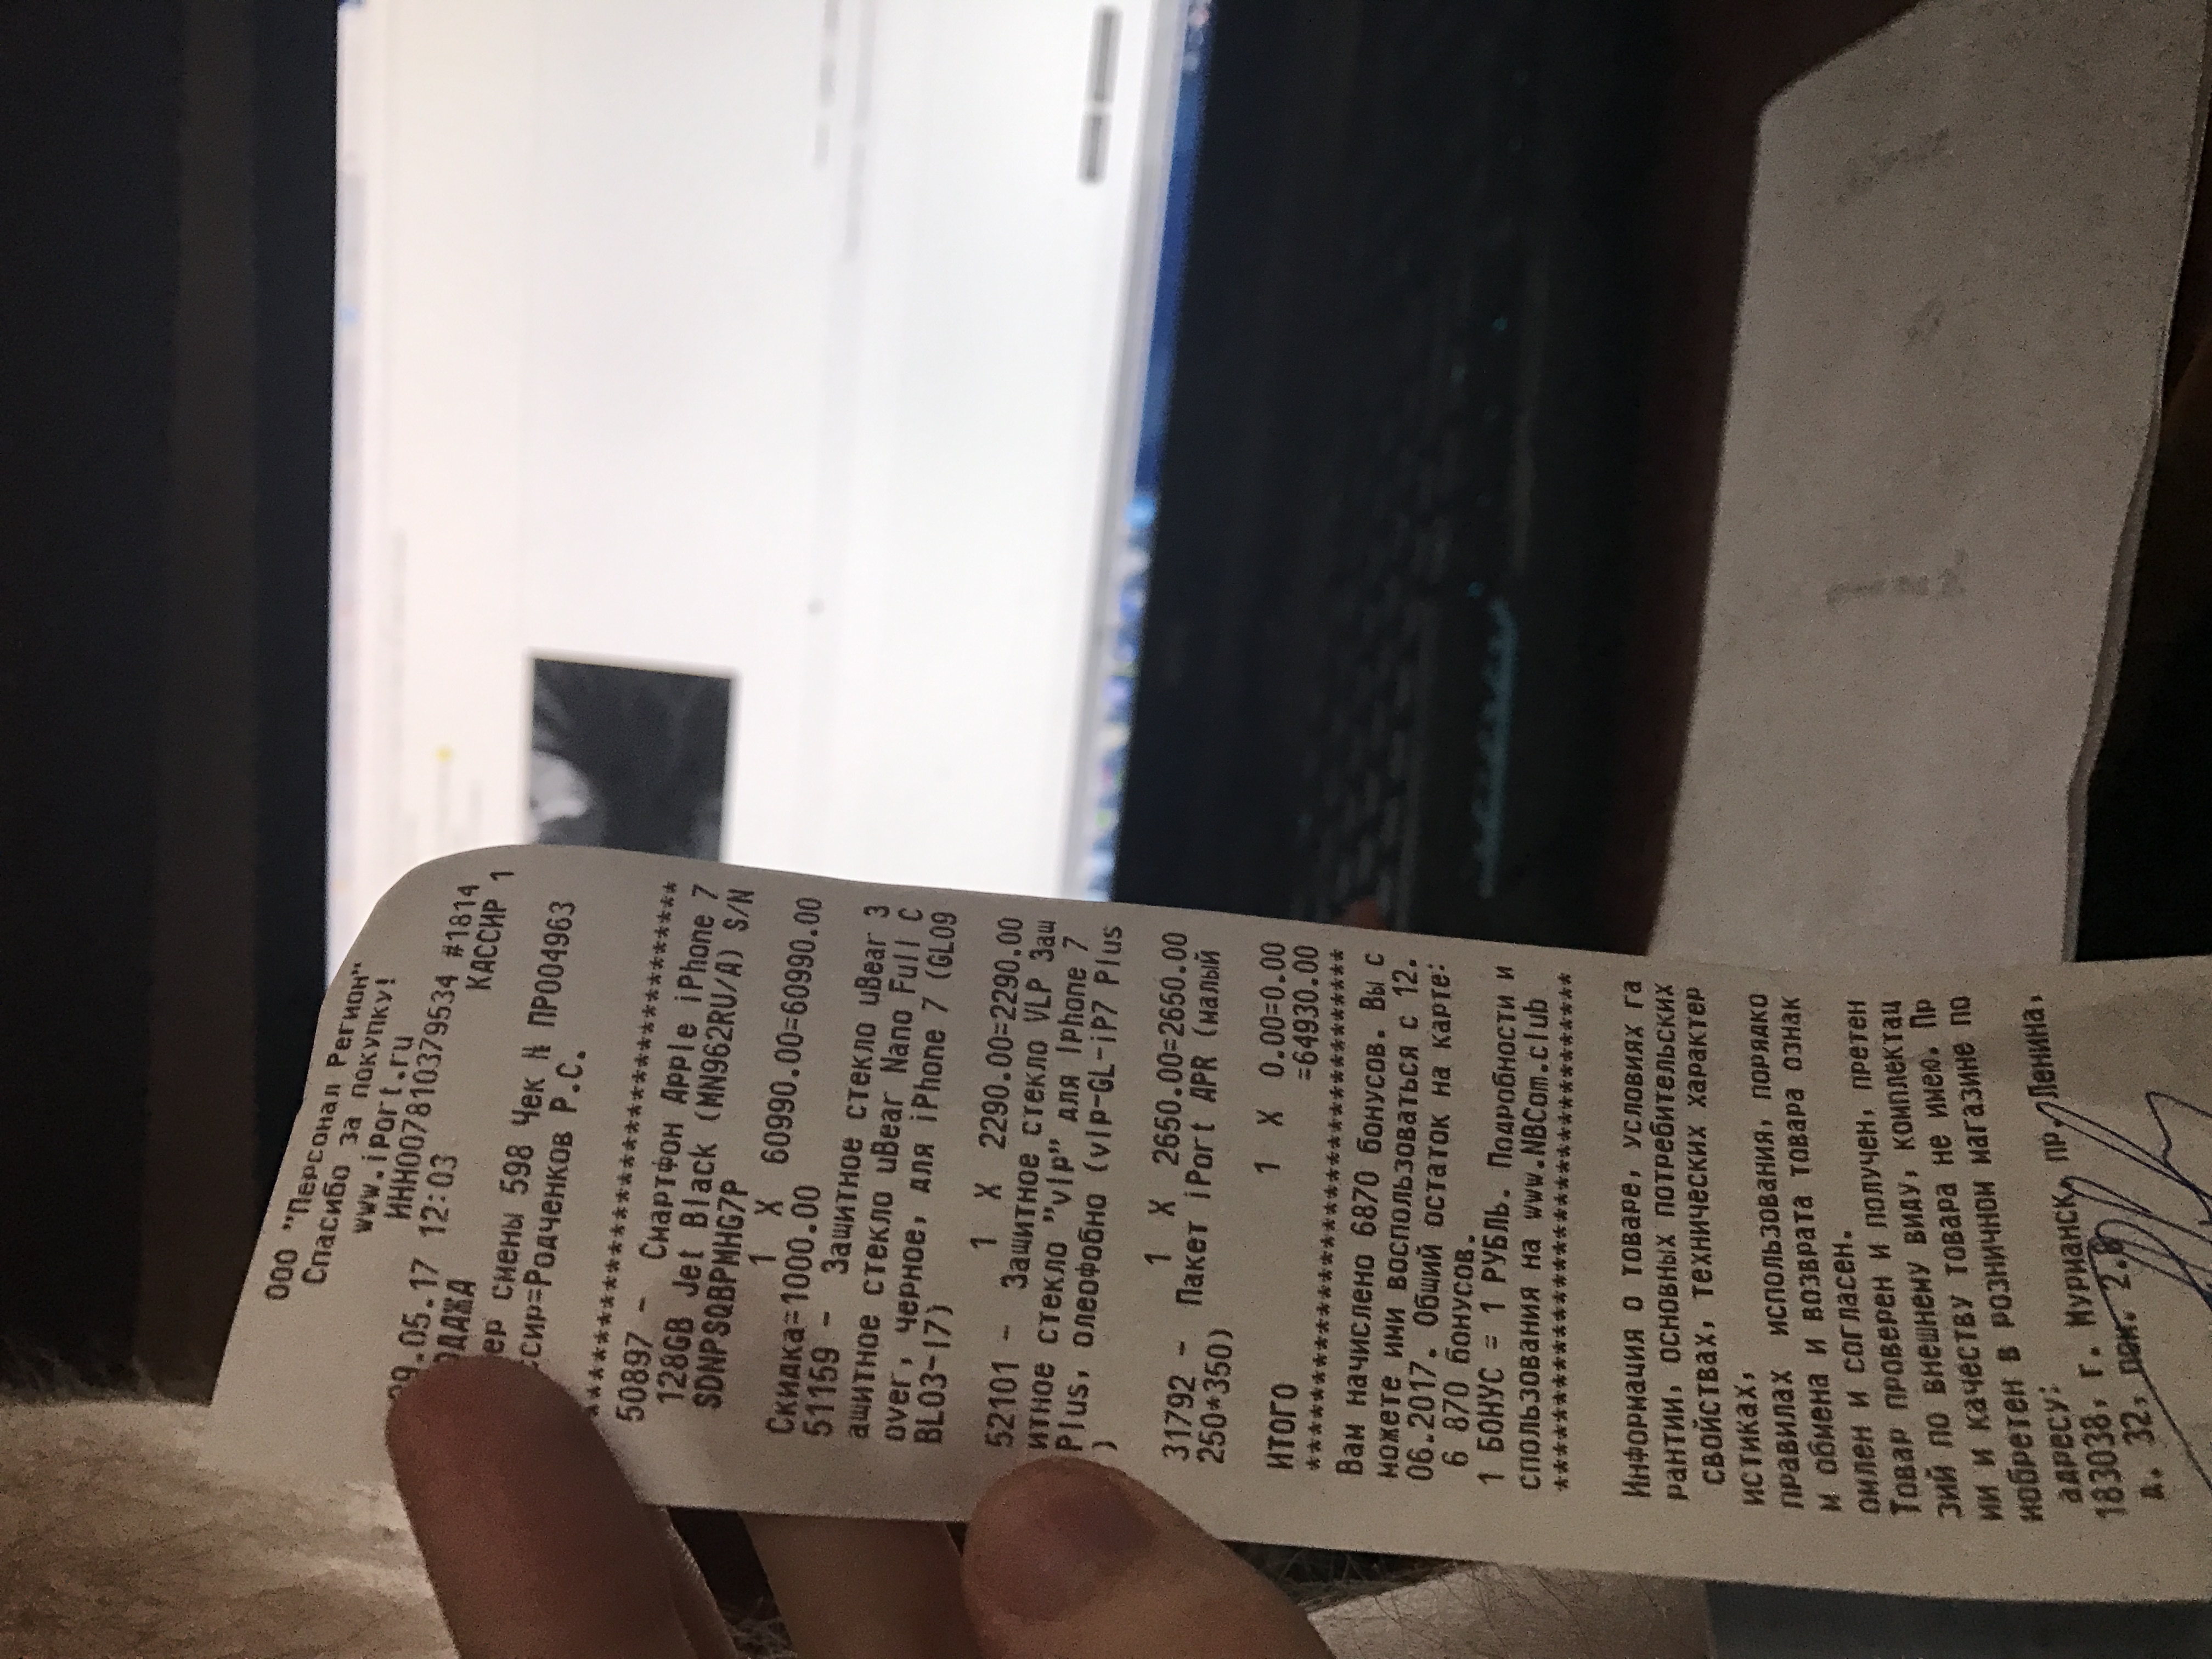 ООО "Персонал Регион"
Спасибо за покупку!
www.iPort.ru
ИНН007810379534 #1814
29.05.17 12:03 КАССИР 1
ОДАЖА
ер смены 598 Чек № ПР004963
ссир=Родченков Р.С.
******************************
50897 - Смартфон Apple iPhone 7
128GB Jet Black (MN962RU/A) S/N
SDNPSQBPMHG7P
1 X 60990.00=60990.00
Скидка=1000.00
51159 - Защитное стекло uBear З
ащитное стекло uBear Nano Full C
over, черное, для iPhone 7 (GL09
BL03-I7)
1 X 2290.00=2290.00
52101 - Защитное стекло VLP Защ
итное стекло "vlp" для Iphone 7
Plus, олеофобно (vlp-GL-iP7 Plus
)
1 X 2650.00=2650.00
31792 - Пакет iPort APR (малый
250*350)
1 X 0.00=0.00
ИТОГО =64930.00
******************************
Вам начислено 6870 бонусов. Вы с
можете ими воспользоваться с 12.
06.2017. Общий остаток на карте:
6 870 бонусов.
1 БОНУС = 1 РУБЛЬ. Подробности и
спользования на www.NBCom.club
******************************
Информация о товаре, условиях га
рантии, основных потребительских
свойствах, технических характер
истиках,
правилах использования, порядко
м обмена и возврата товара ознак
омлен и согласен.
Товар проверен и получен, претен
зий по внешнему виду, комплектац
ии и качеству товара не имею. Пр
иобретен в розничном магазине по
адресу:
183038, г. Мурманск, пр. Ленина,
д. 32, пом. 2.8